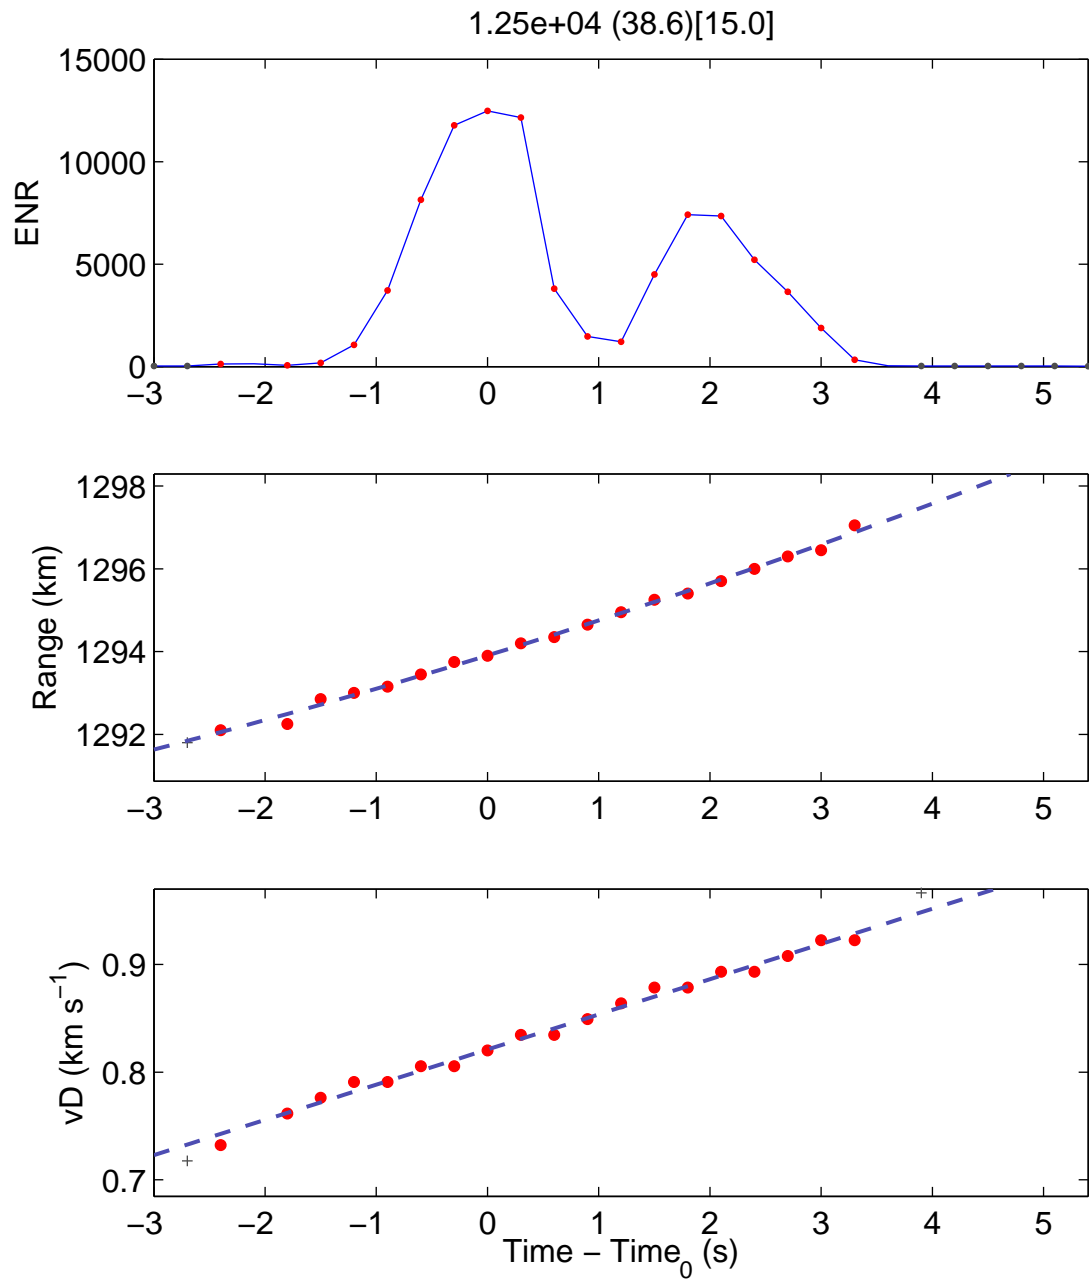 1.25e+04 (38.6)[15.0]
15000
10000
5000
0
ENR
−3 −2 −1 0 1 2 3 4 5
1298
1296
1294
1292
Range (km)
−3 −2 −1 0 1 2 3 4 5
0.9
0.8
0.7
vD (km s−1)
−3 −2 −1 0 1 2 3 4 5
Time − Time0 (s)